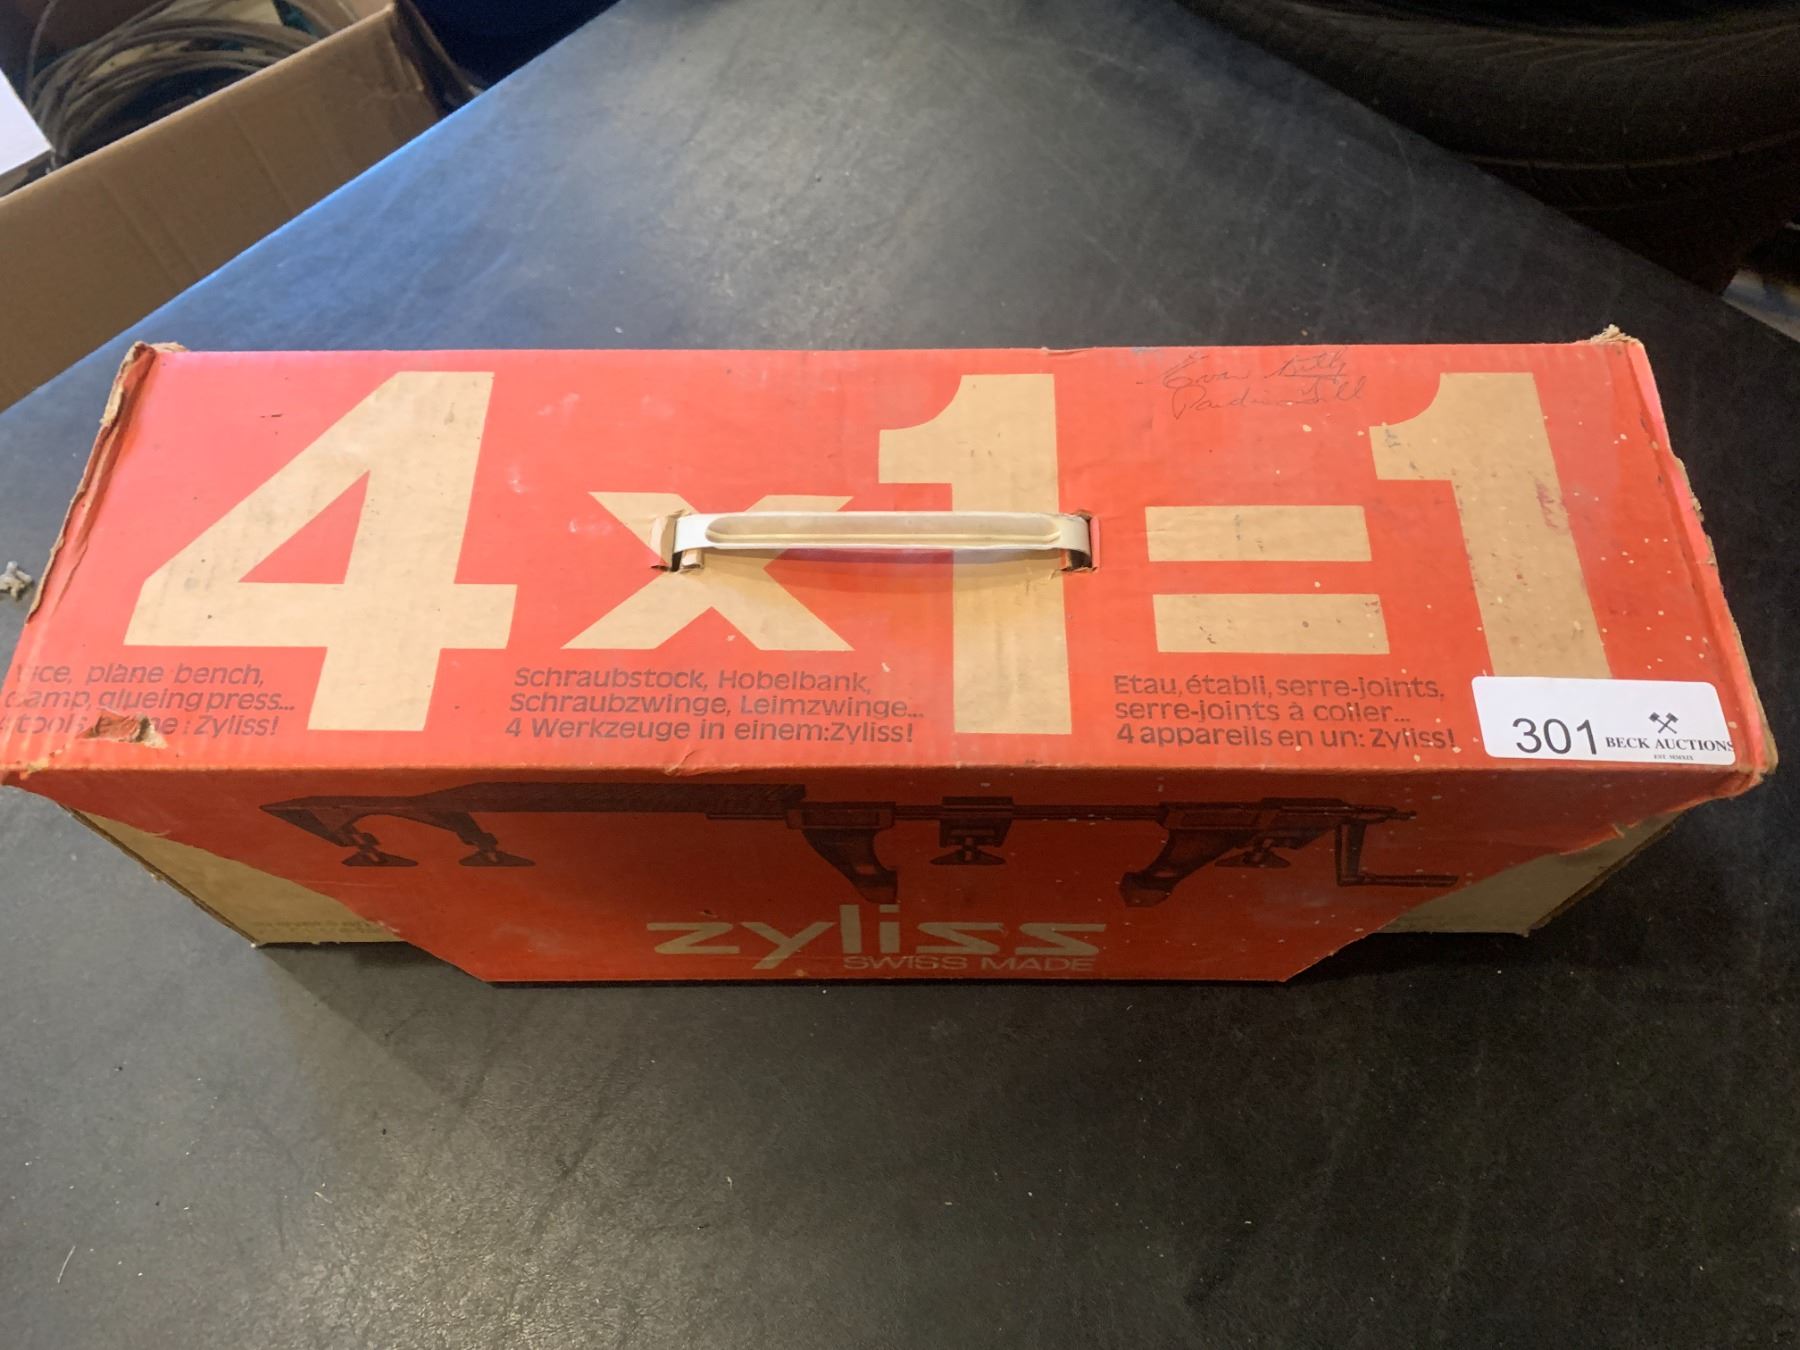 4x1=1
plane bench,
glueing press...
: Zyliss!
Schraubstock, Hobelbank,
Schraubzwinge, Leimzwinge...
4 Werkzeuge in einem: Zyliss!
Etau, établi, serre-joints,
serre-joints à coller...
4 appareils en un: Zyliss!
301 BECK AUCTIONS
zyliss
SWISS MADE